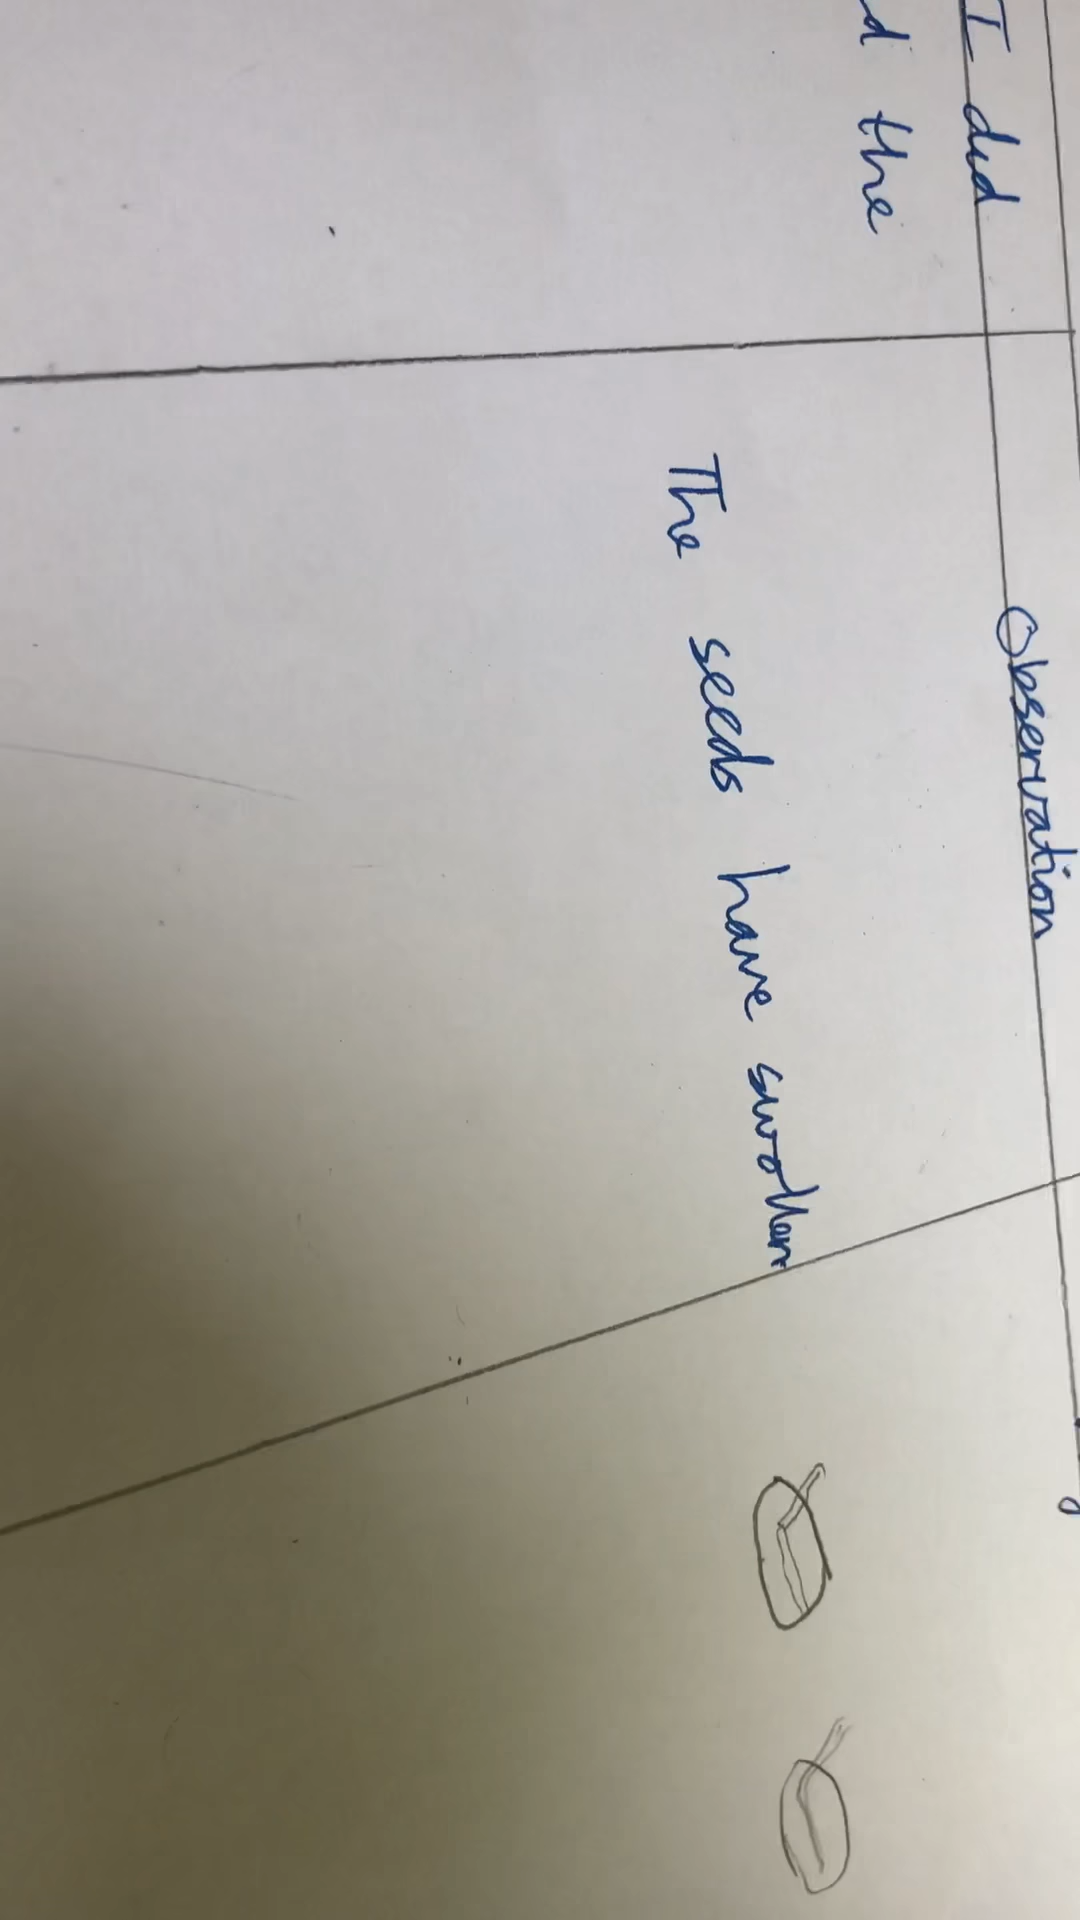 I did
the
Observation
The seeds have swollen